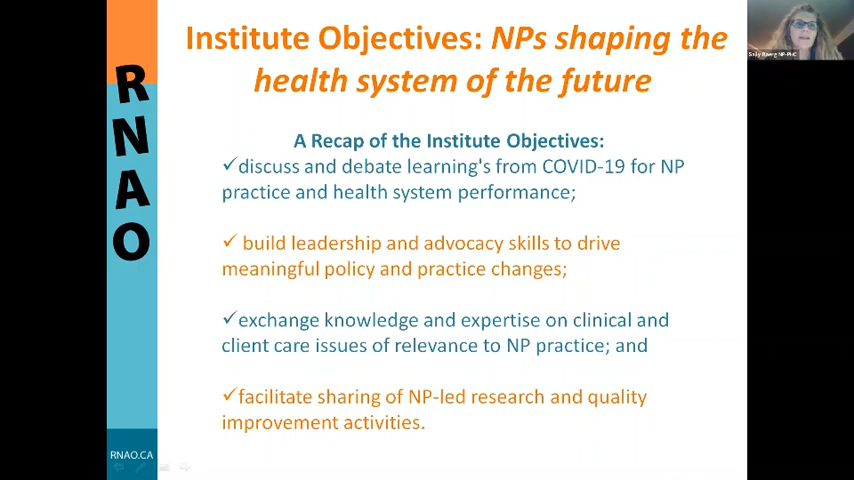 Institute Objectives: NPs shaping the
health system of the future
RNAO
A Recap of the Institute Objectives:
✓discuss and debate learning's from COVID-19 for NP
practice and health system performance;
✓ build leadership and advocacy skills to drive
meaningful policy and practice changes;
✓exchange knowledge and expertise on clinical and
client care issues of relevance to NP practice; and
✓facilitate sharing of NP-led research and quality
improvement activities.
RNAO.CA
NP-PHC